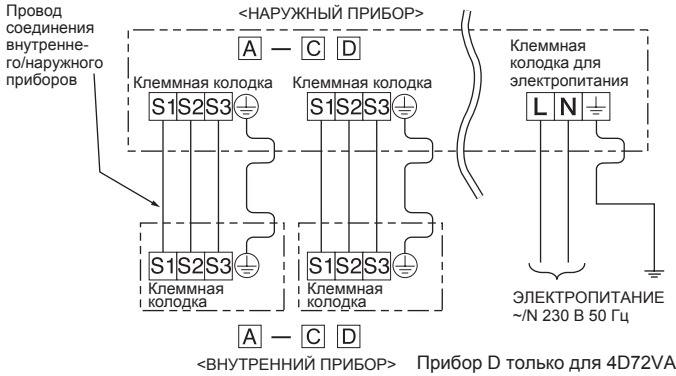 Провод
соединения
внутренне-
го/наружного
приборов
<НАРУЖНЫЙ ПРИБОР>
A — C D
Клеммная колодка
S1 S2 S3
Клеммная колодка
S1 S2 S3
Клеммная
колодка для
электропитания
L N
S1 S2 S3
Клеммная
колодка
S1 S2 S3
Клеммная
колодка
ЭЛЕКТРОПИТАНИЕ
~/N 230 В 50 Гц
A — C D
<ВНУТРЕННИЙ ПРИБОР>
Прибор D только для 4D72VA